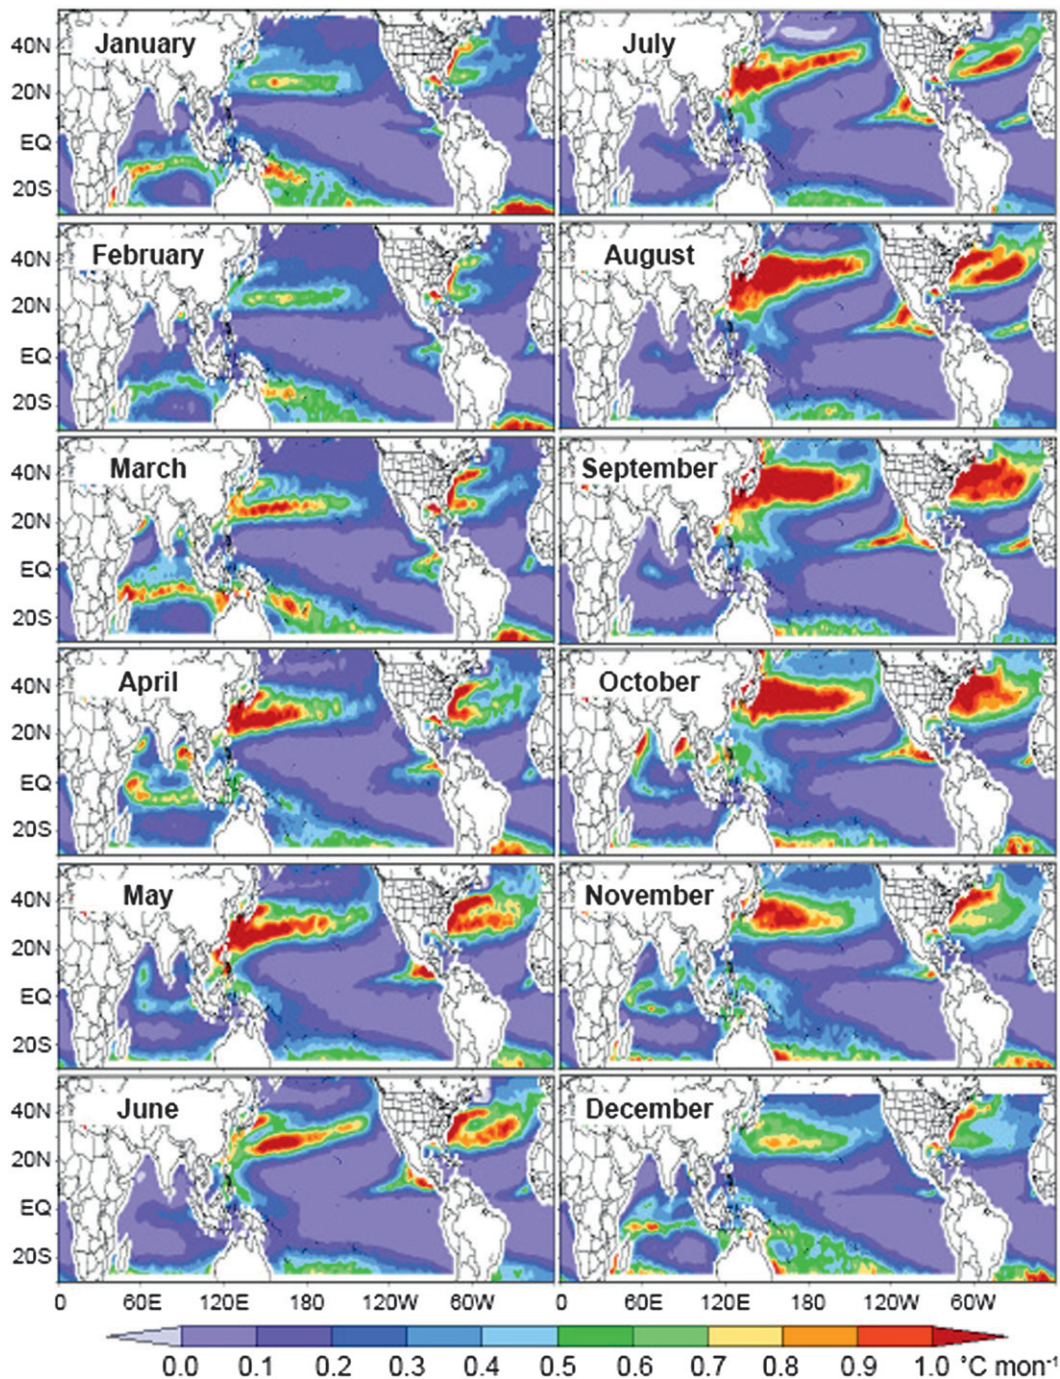 January
July
40N
20N
EQ
20S
February
August
40N
20N
EQ
20S
March
September
40N
20N
EQ
20S
April
October
40N
20N
EQ
20S
May
November
40N
20N
EQ
20S
June
December
40N
20N
EQ
20S
0 60E 120E 180 120W 60W 0 60E 120E 180 120W 60W
0.0 0.1 0.2 0.3 0.4 0.5 0.6 0.7 0.8 0.9 1.0 °C mon⁻¹